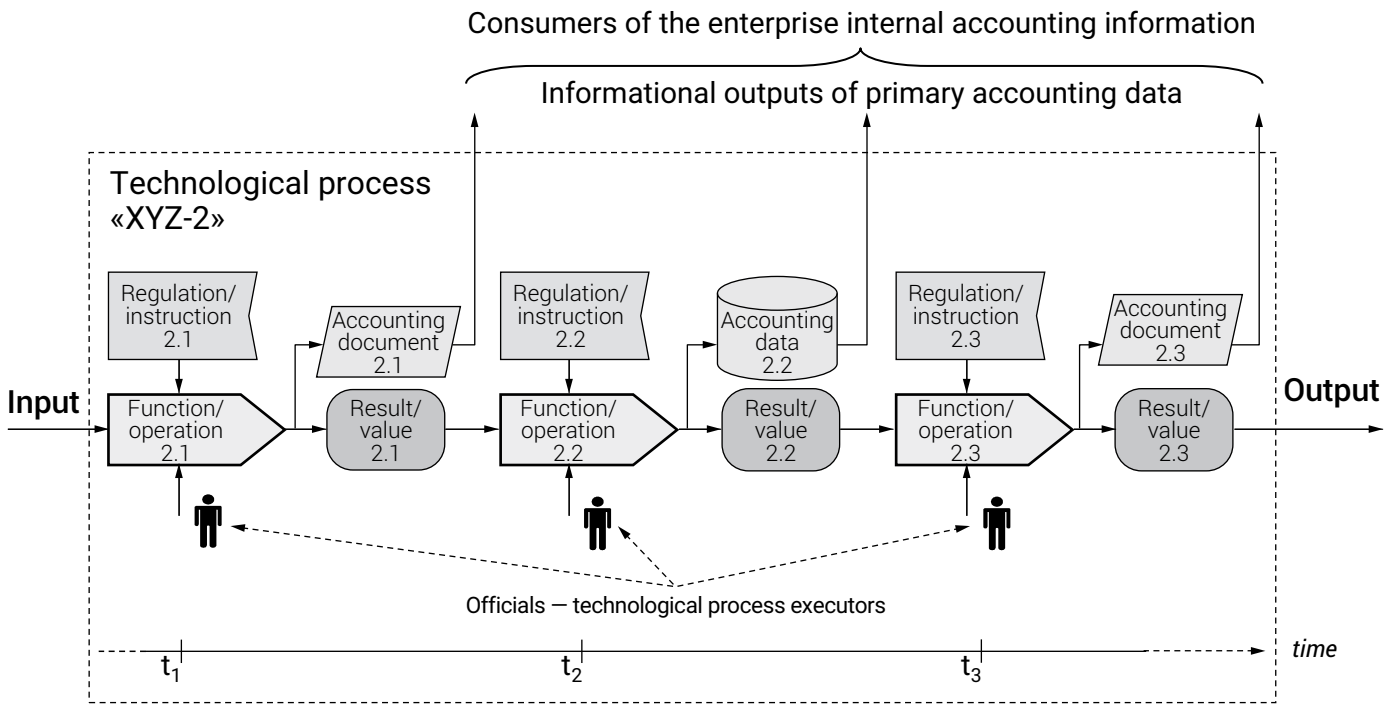 Consumers of the enterprise internal accounting information
Informational outputs of primary accounting data
Technological process
«XYZ-2»
Regulation/
instruction
2.1
Accounting
document
2.1
Regulation/
instruction
2.2
Accounting
data
2.2
Regulation/
instruction
2.3
Accounting
document
2.3
Input
Function/
operation
2.1
Result/
value
2.1
Function/
operation
2.2
Result/
value
2.2
Function/
operation
2.3
Result/
value
2.3
Output
Officials — technological process executors
t1
t2
t3
time